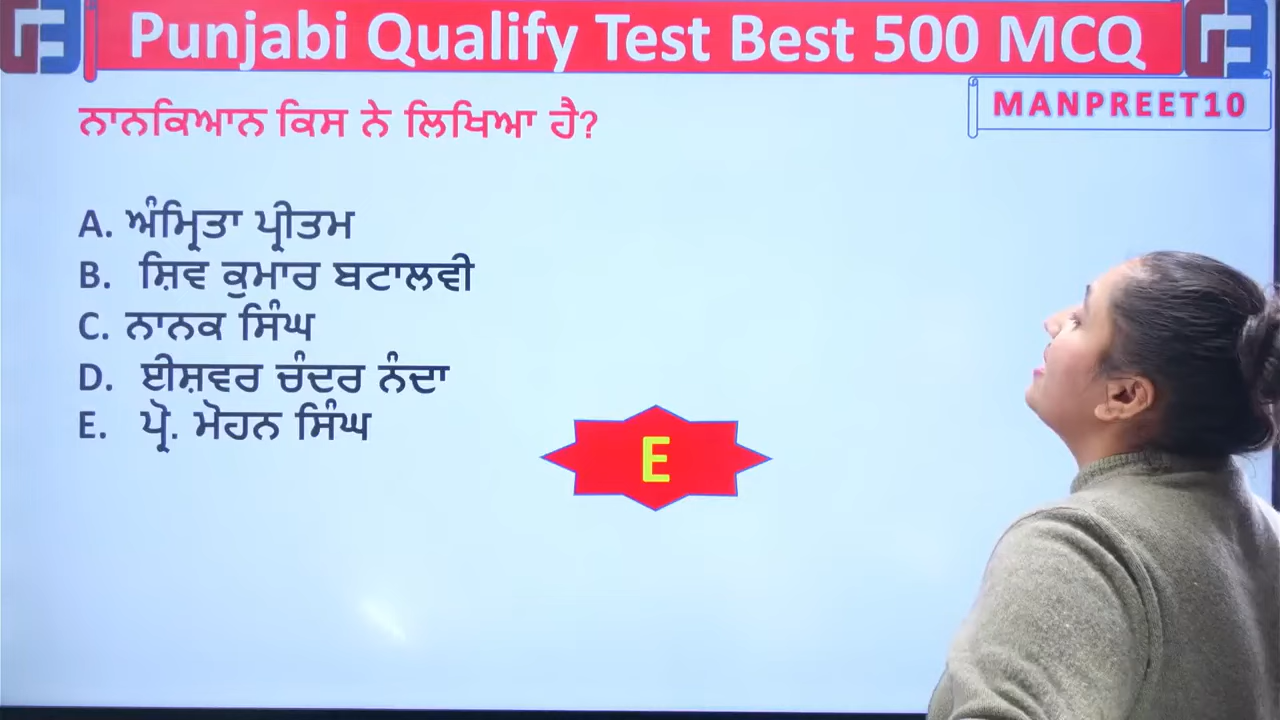 Punjabi Qualify Test Best 500 MCQ
MANPREET10
ਨਾਨਕਿਆਨ ਕਿਸ ਨੇ ਲਿਖਿਆ ਹੈ?
A. ਅੰਮ੍ਰਿਤਾ ਪ੍ਰੀਤਮ
B. ਸ਼ਿਵ ਕੁਮਾਰ ਬਟਾਲਵੀ
C. ਨਾਨਕ ਸਿੰਘ
D. ਈਸ਼ਵਰ ਚੰਦਰ ਨੰਦਾ
E. ਪ੍ਰੋ. ਮੋਹਨ ਸਿੰਘ
E